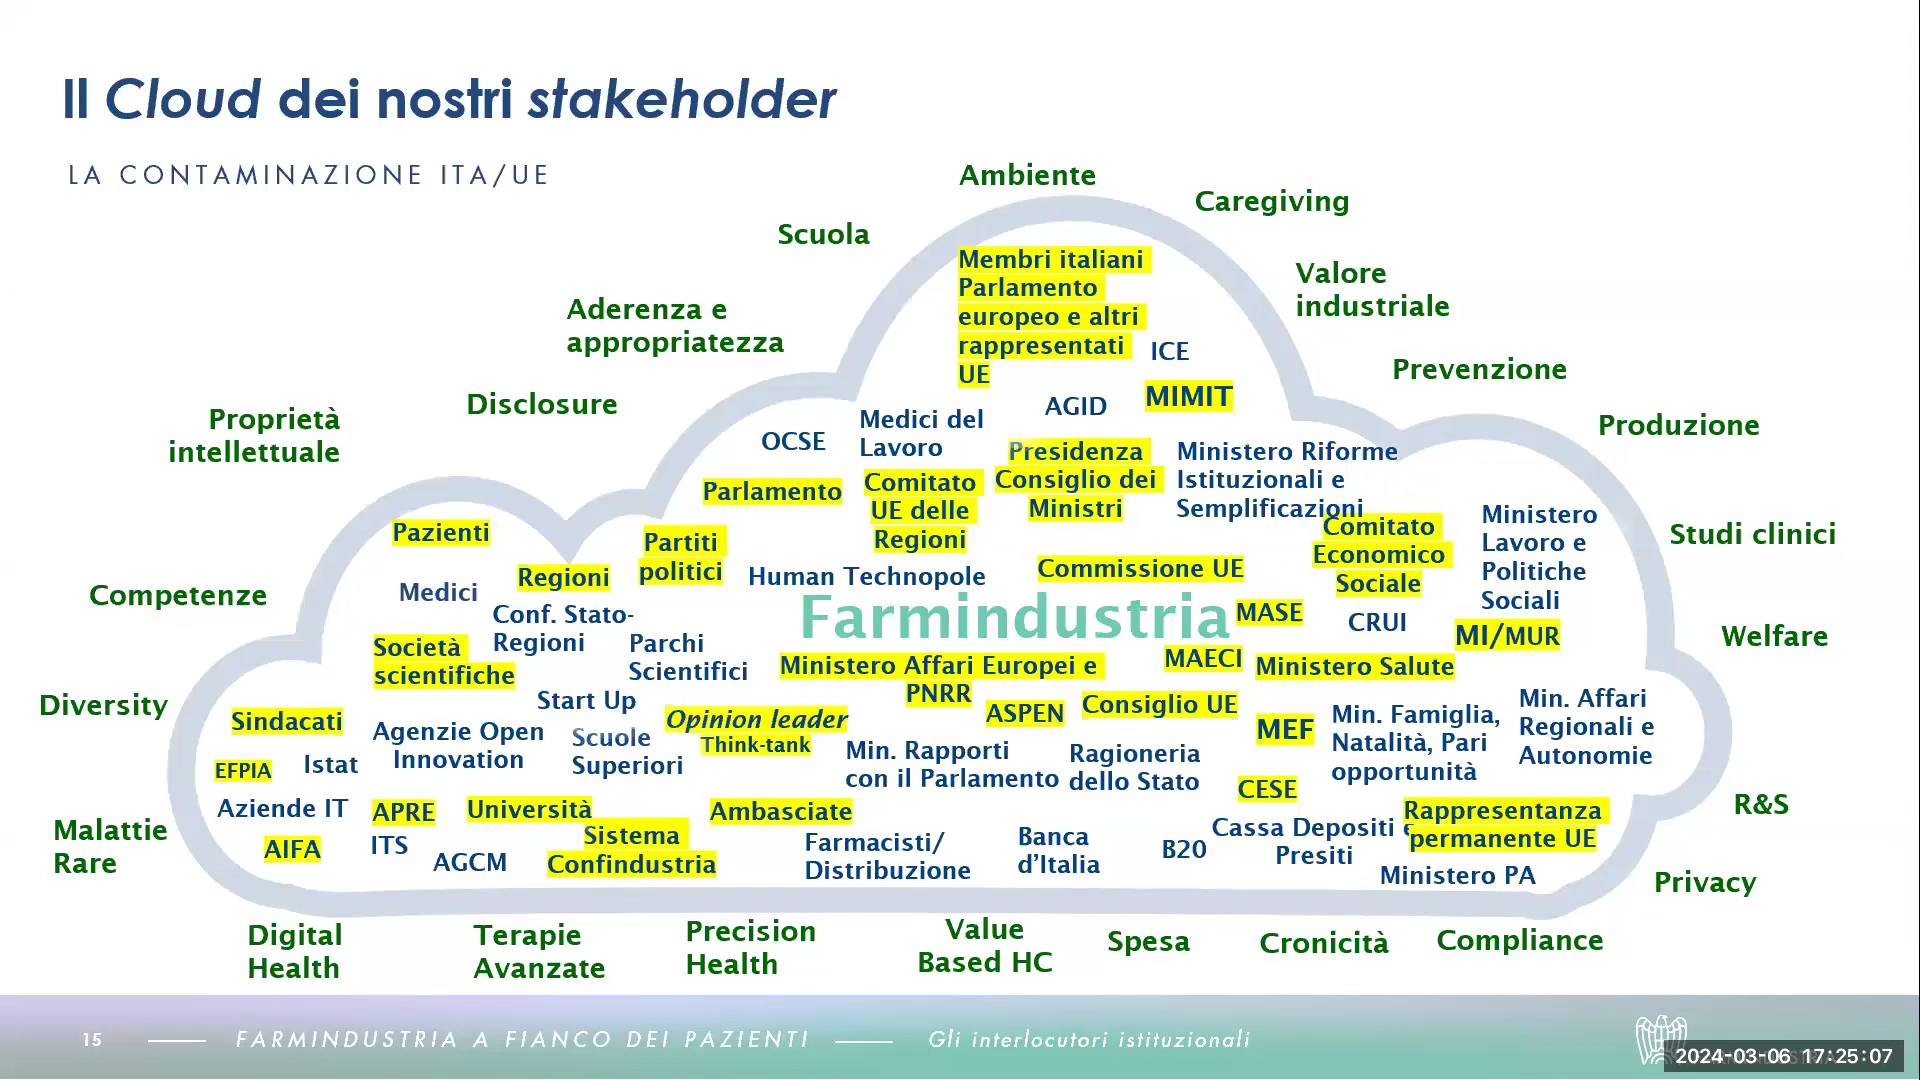 Il Cloud dei nostri stakeholder
LA CONTAMINAZIONE ITA/UE
Ambiente
Caregiving
Scuola
Valore
industriale
Aderenza e
appropriatezza
Prevenzione
Disclosure
Proprietà
intellettuale
Produzione
Studi clinici
Competenze
Welfare
Diversity
R&S
Malattie
Rare
Privacy
Membri italiani
Parlamento
europeo e altri
rappresentati
UE
ICE
MIMIT
AGID
Medici del
Lavoro
OCSE
Presidenza
Consiglio dei
Ministri
Ministero Riforme
Istituzionali e
Semplificazioni
Parlamento
Comitato
UE delle
Regioni
Comitato
Economico
Sociale
Ministero
Lavoro e
Politiche
Sociali
Pazienti
Partiti
politici
Regioni
Medici
Human Technopole
Commissione UE
Farmindustria
MASE
CRUI
MI/MUR
Conf. Stato-
Regioni
Società
scientifiche
Parchi
Scientifici
Ministero Affari Europei e
PNRR
MAECI
Ministero Salute
Start Up
ASPEN
Consiglio UE
Min. Famiglia,
Natalità, Pari
opportunità
Min. Affari
Regionali e
Autonomie
Sindacati
Agenzie Open
Innovation
Scuole
Superiori
Opinion leader
Think-tank
MEF
Min. Rapporti
con il Parlamento
Ragioneria
dello Stato
EFPIA
Istat
CESE
Aziende IT
APRE
Università
Ambasciate
Rappresentanza
permanente UE
AIFA
ITS
AGCM
Sistema
Confindustria
Farmacisti/
Distribuzione
Banca
d’Italia
B20
Cassa Depositi e
Presiti
Ministero PA
Digital
Health
Terapie
Avanzate
Precision
Health
Value
Based HC
Spesa
Cronicità
Compliance
15
FARMINDUSTRIA A FIANCO DEI PAZIENTI
Gli interlocutori istituzionali
2024-03-06 17:25:07